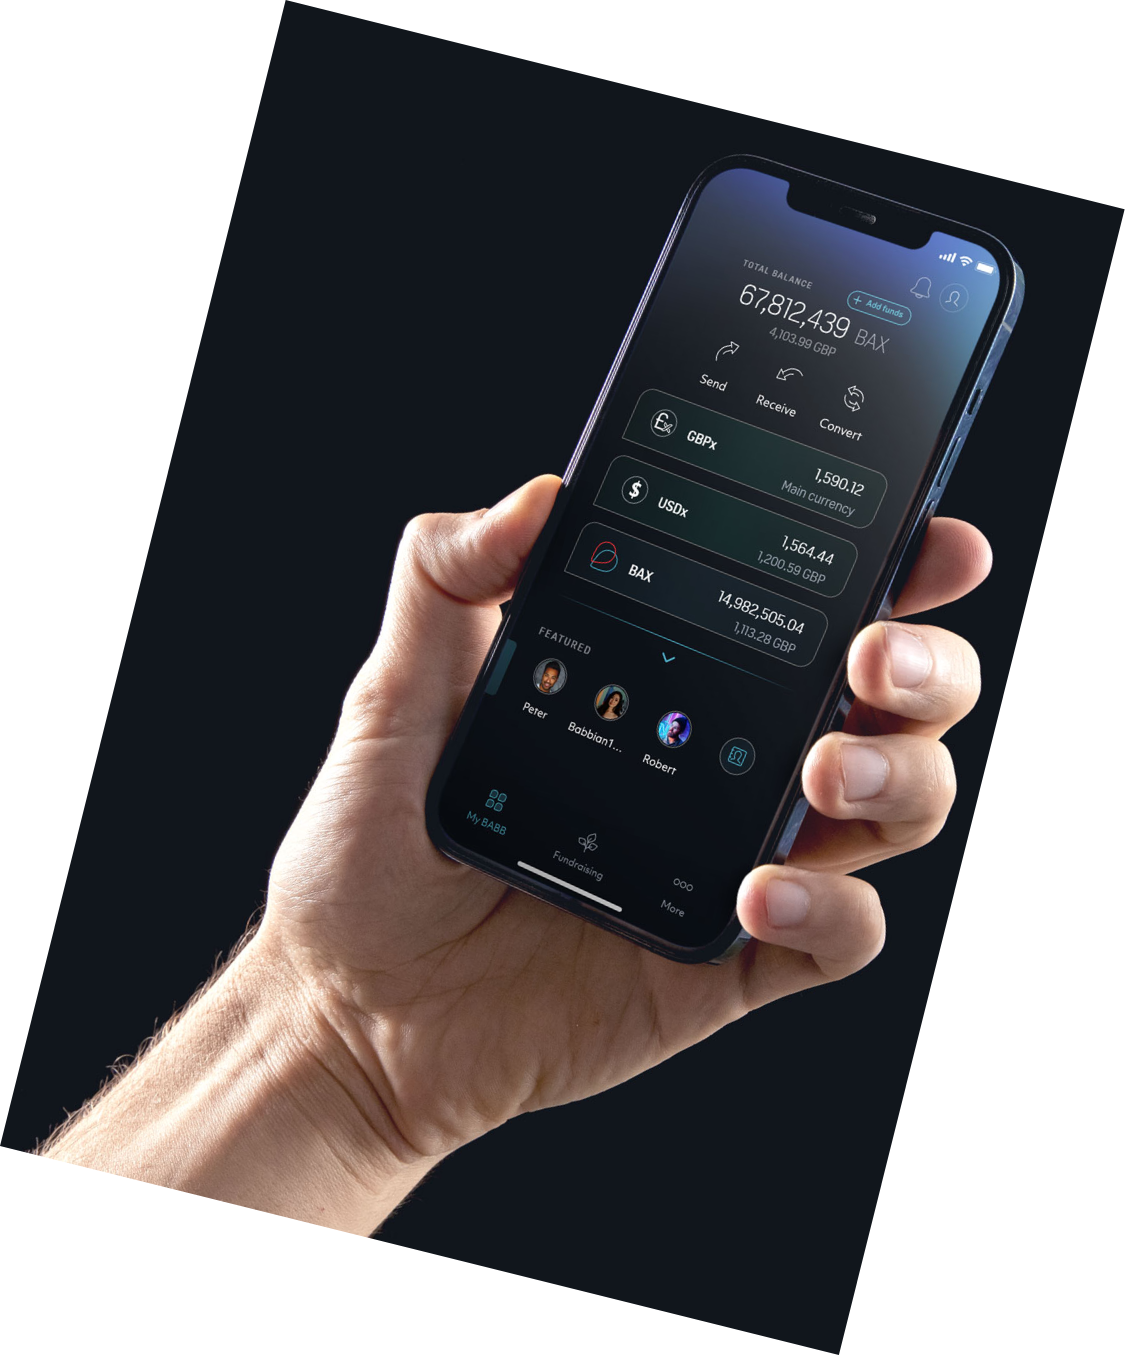 TOTAL BALANCE
67,812,439 BAX
+ Add funds
4,103.99 GBP
Send
Receive
Convert
£x GBPx
1,590.12
Main currency
$ USDx
1,564.44
1,200.59 GBP
BAX
14,982,505.04
1,113.28 GBP
FEATURED
Peter
Babbian1...
Robert
My BABB
Fundraising
More